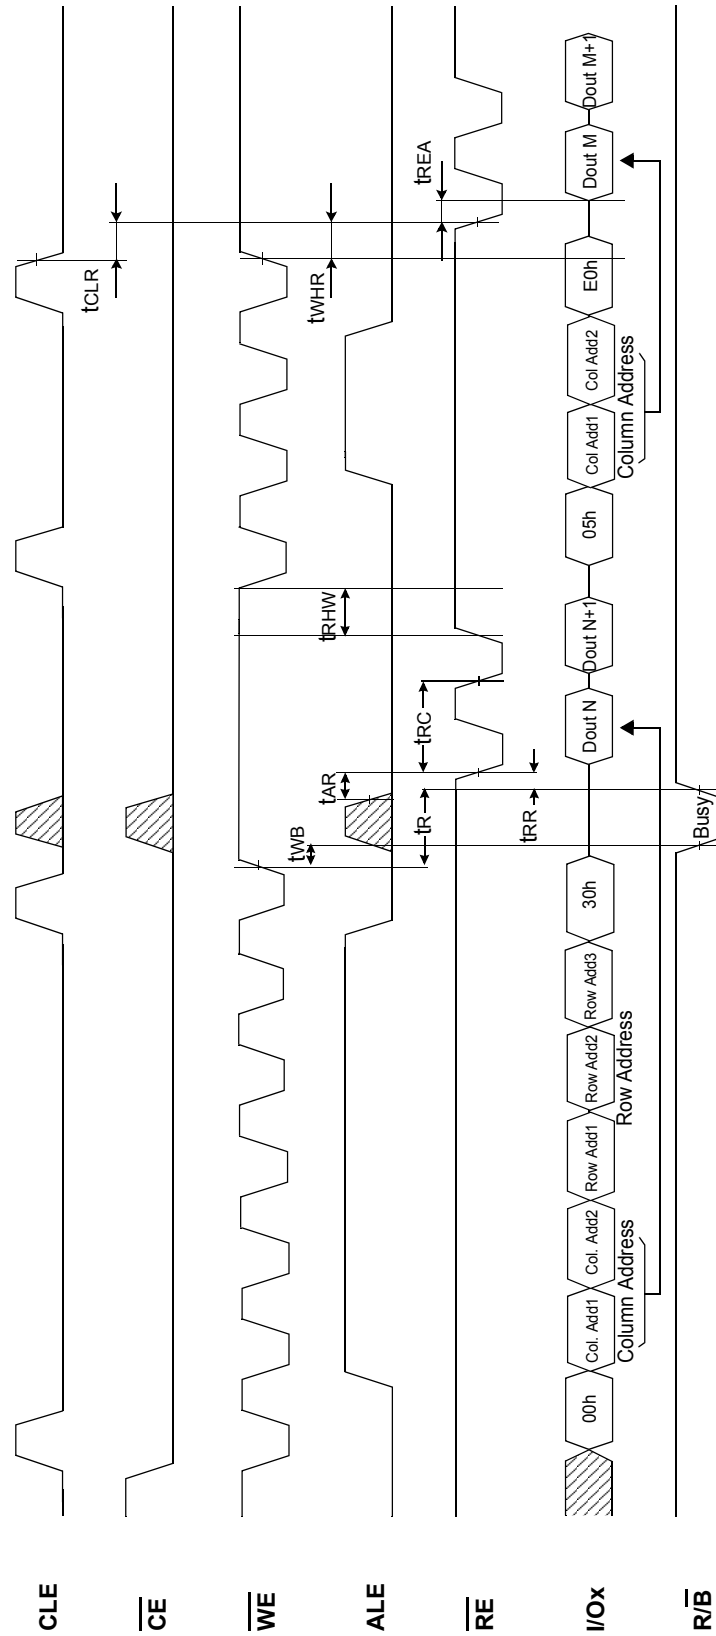 CLE
tCLR
CE
WE
tWB
tRHW
tWHR
ALE
tAR
tR
tRC
tREA
RE
tRR
I/Ox
00h
Col. Add1
Col. Add2
Row Add1
Row Add2
Row Add3
30h
Dout N
Dout N+1
05h
Col Add1
Col Add2
E0h
Dout M
Dout M+1
Column Address
Row Address
Column Address
R/B
Busy